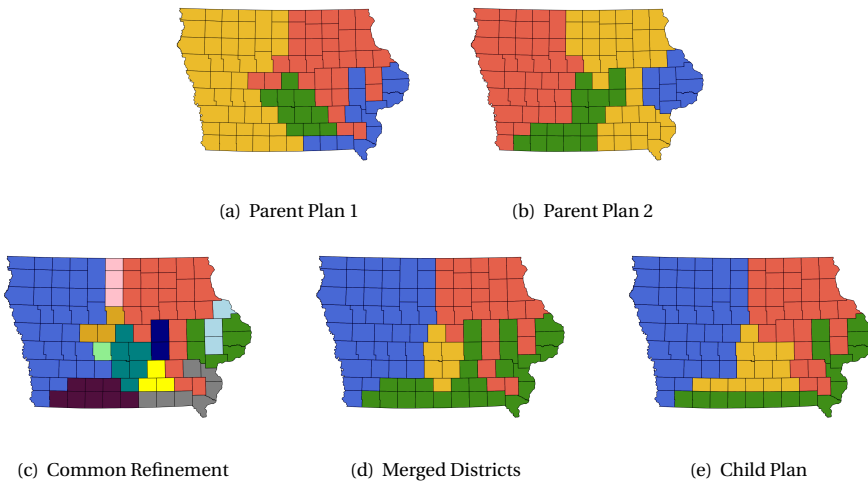 (a) Parent Plan 1
(b) Parent Plan 2
(c) Common Refinement
(d) Merged Districts
(e) Child Plan